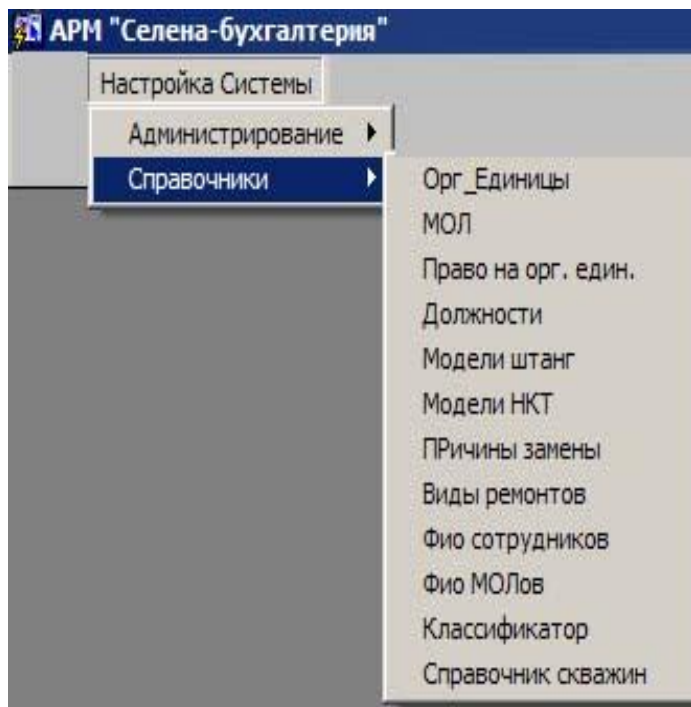 АРМ "Селена-бухгалтерия"
Настройка Системы
Администрирование
Справочники
Орг_Единицы
МОЛ
Право на орг. един.
Должности
Модели штанг
Модели НКТ
ПРичины замены
Виды ремонтов
Фио сотрудников
Фио МОЛов
Классификатор
Справочник скважин